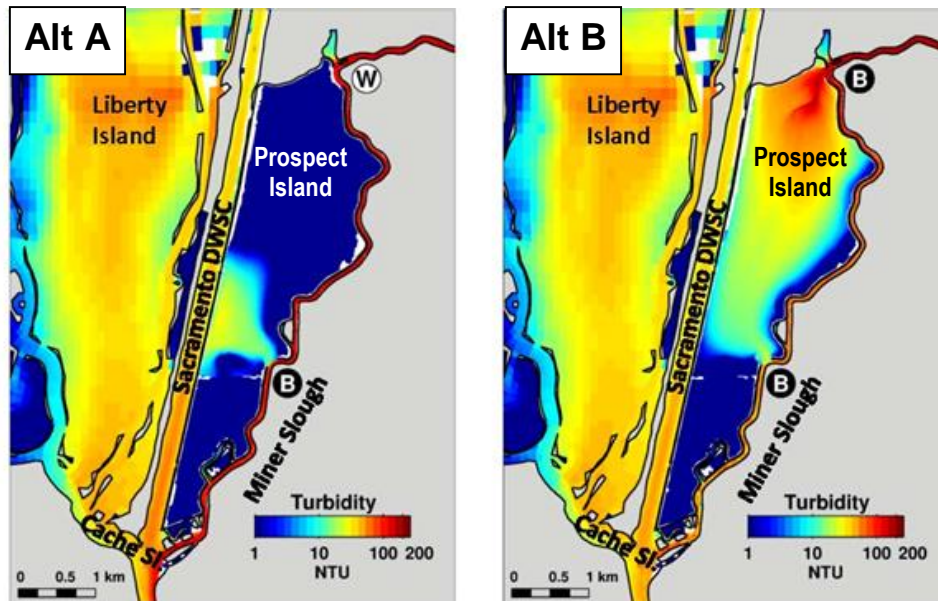 Alt A
Liberty
Island
W
Prospect
Island
Sacramento DWSC
B
Miner Slough
Turbidity
1 10 100 200
NTU
Cache Sl.
0 0.5 1 km
Alt B
Liberty
Island
B
Prospect
Island
Sacramento DWSC
B
Miner Slough
Turbidity
1 10 100 200
NTU
Cache Sl.
0 0.5 1 km